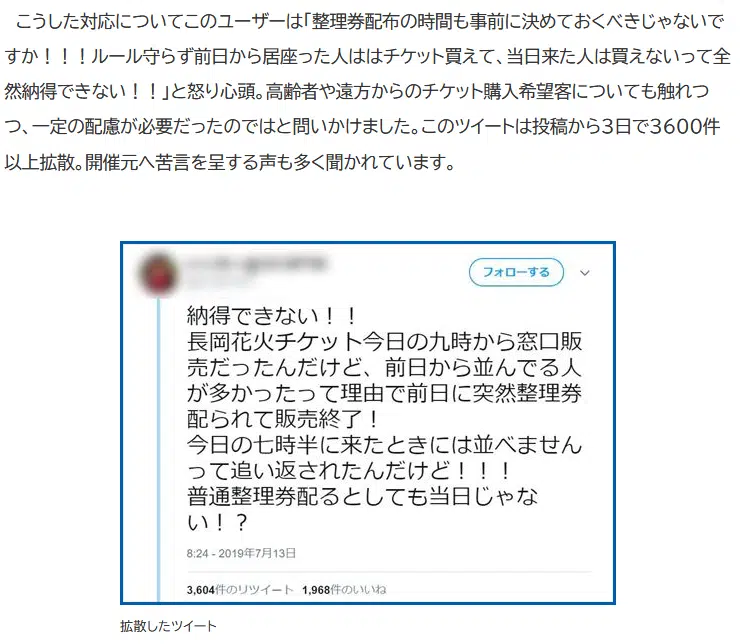 こうした対応についてこのユーザーは「整理券配布の時間も事前に決めておくべきじゃないで
すか！！！ルール守らず前日から居座った人ははチケット買えて、当日来た人は買えないって全
然納得できない！！」と怒り心頭。高齢者や遠方からのチケット購入希望客についても触れつ
つ、一定の配慮が必要だったのではと問いかけました。このツイートは投稿から3日で3600件
以上拡散。開催元へ苦言を呈する声も多く聞かれています。
フォローする
納得できない！！
長岡花火チケット今日の九時から窓口販
売だったんだけど、前日から並んでる人
が多かったって理由で前日に突然整理券
配られて販売終了！
今日の七時半に来たときには並べません
って追い返されたんだけど！！！
普通整理券配るとしても当日じゃな
い！？
8:24 - 2019年7月13日
3,604件のリツイート 1,968件のいいね
拡散したツイート